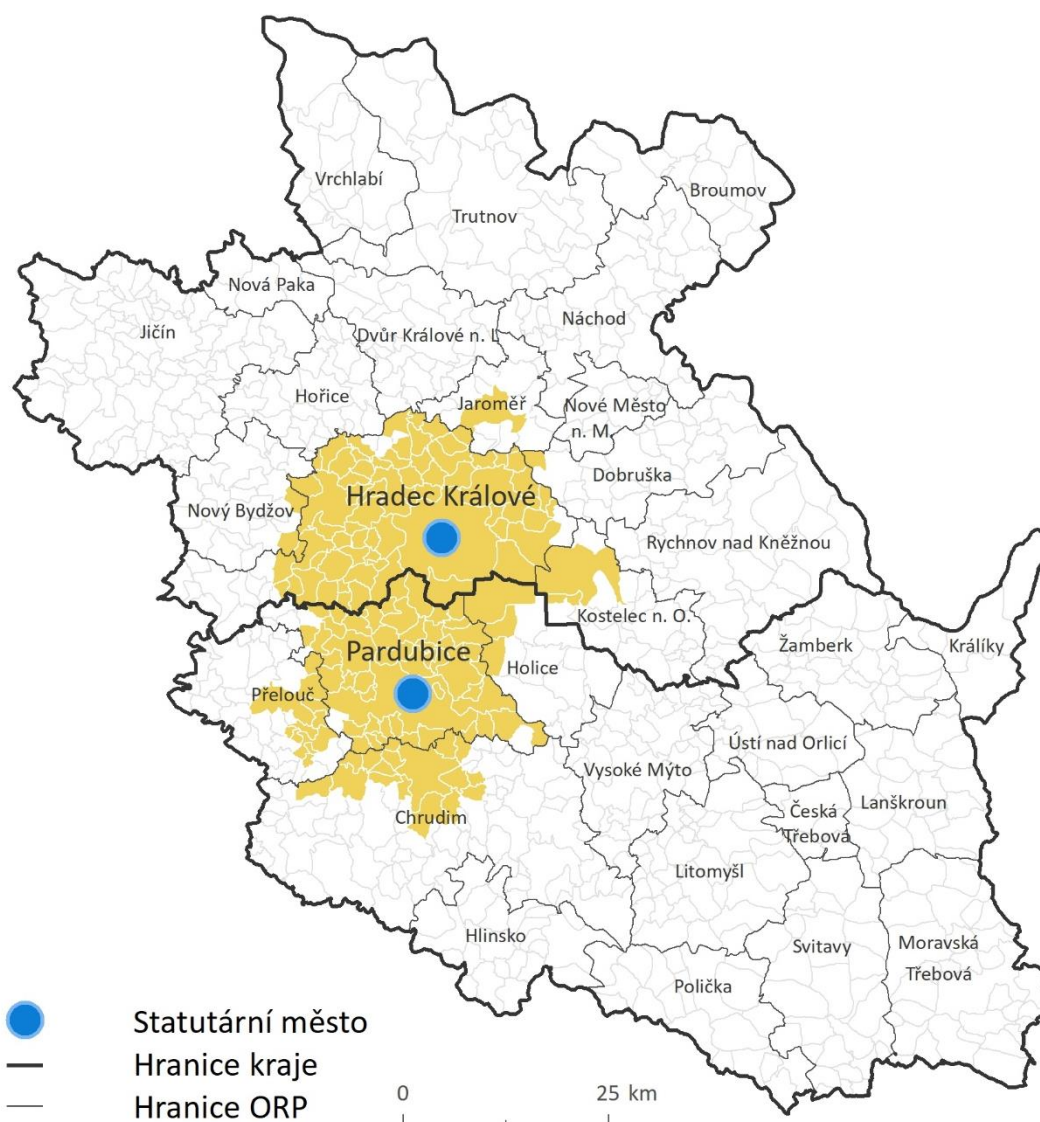 Vrchlabí
Broumov
Trutnov
Nová Paka
Náchod
Jičín
Dvůr Králové n. L
Hořice
Jaroměř
Nové Město
n. M.
Dobruška
Hradec Králové
Nový Bydžov
Rychnov nad Kněžnou
Kostelec n. O.
Žamberk
Králíky
Pardubice
Holice
Přelouč
Ústí nad Orlicí
Vysoké Mýto
Lanškroun
Česká
Třebová
Chrudim
Litomyšl
Hlinsko
Svitavy
Moravská
Třebová
Polička
Statutární město
Hranice kraje
Hranice ORP
0 25 km